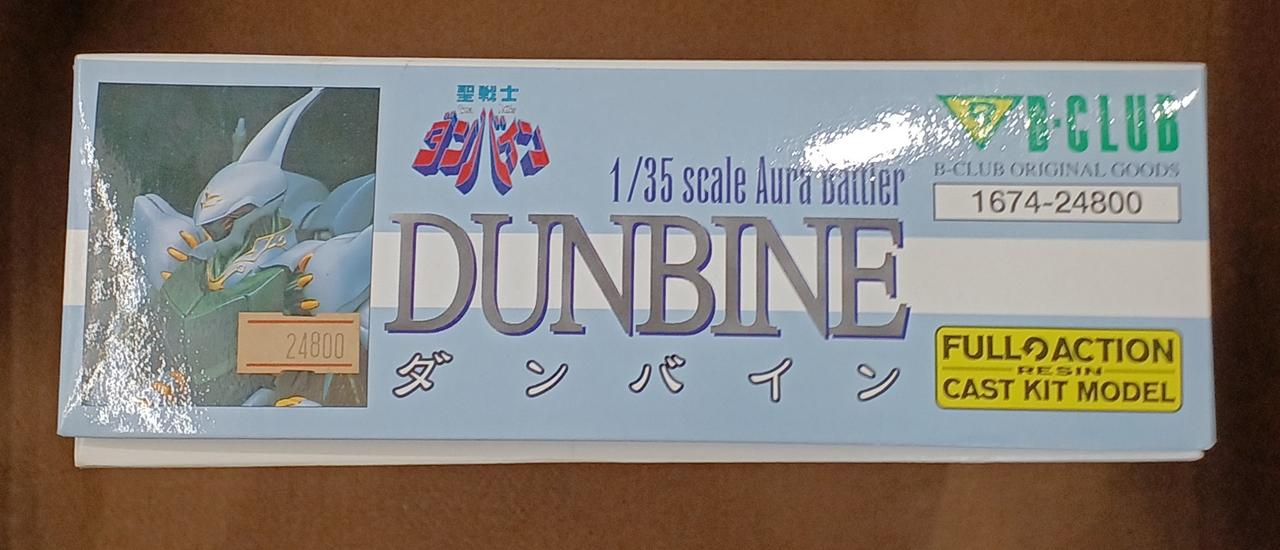 聖戦士
ダンバイン
1/35 scale Aura Battler
DUNBINE
ダンバイン
24800
B-CLUB
B-CLUB ORIGINAL GOODS
1674-24800
FULL ACTION
RESIN
CAST KIT MODEL